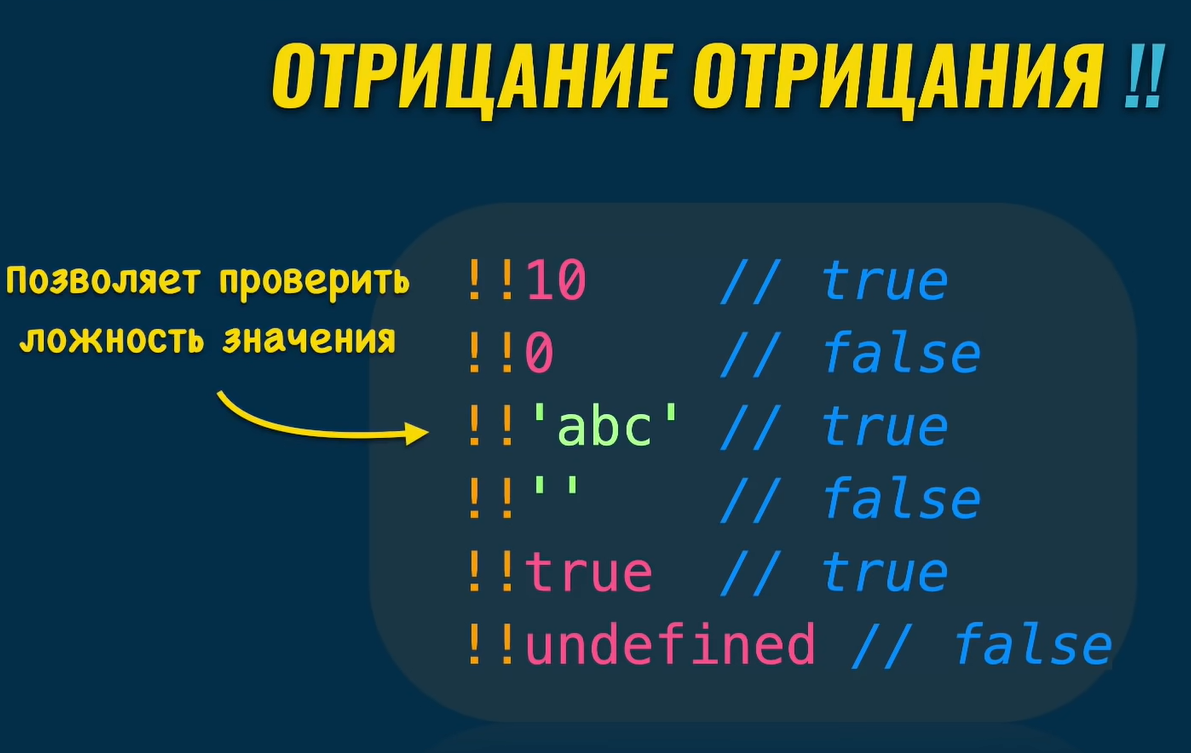 ОТРИЦАНИЕ ОТРИЦАНИЯ !!
Позволяет проверить
ложность значения
!!10 // true
!!0 // false
!!'abc' // true
!!'' // false
!!true // true
!!undefined // false